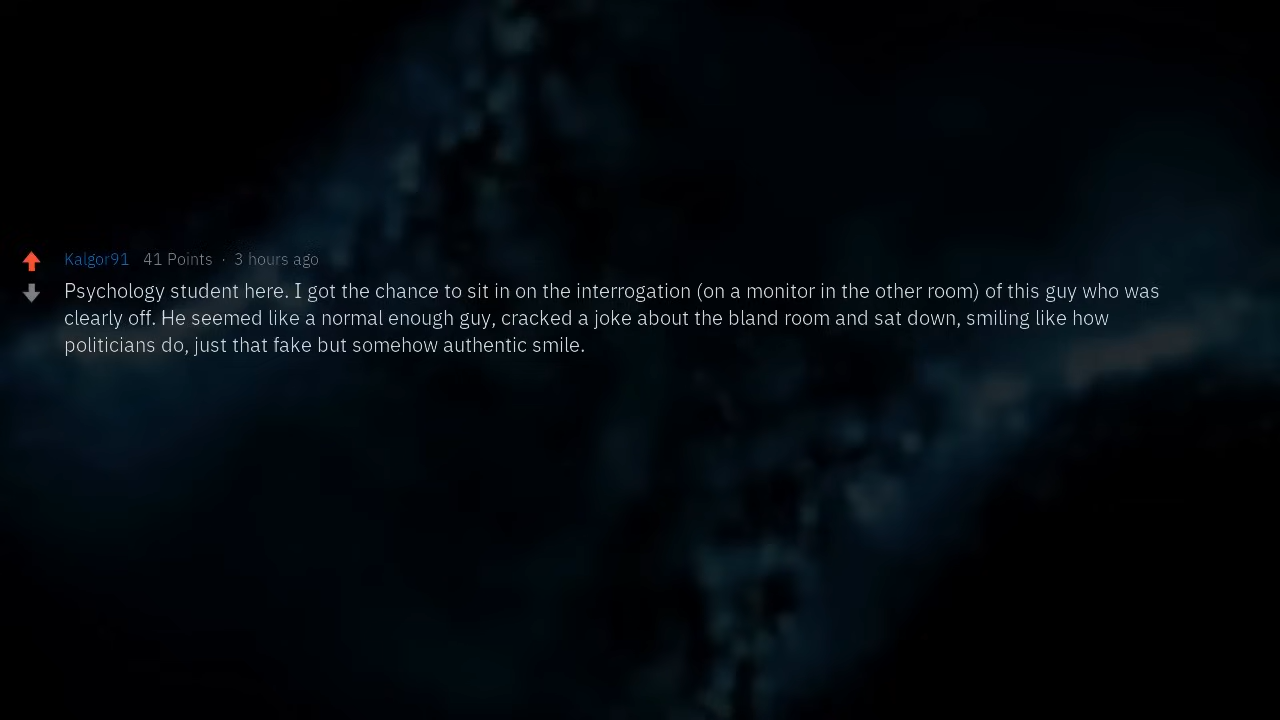 Kalgor91 41 Points · 3 hours ago
Psychology student here. I got the chance to sit in on the interrogation (on a monitor in the other room) of this guy who was
clearly off. He seemed like a normal enough guy, cracked a joke about the bland room and sat down, smiling like how
politicians do, just that fake but somehow authentic smile.